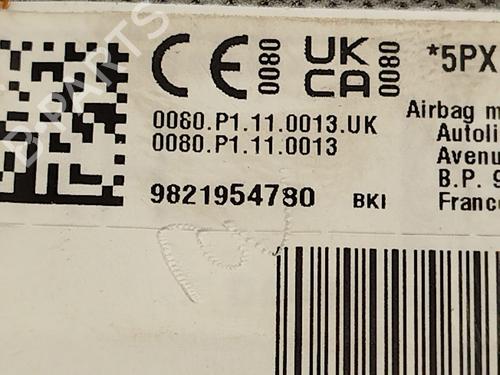 CE 0080 UK CA 0080 *5PX
0080.P1.11.0013.UK
0080.P1.11.0013
9821954780 BKI
Airbag m
Autoli
Avenu
B.P. 9
France
B-PARTS